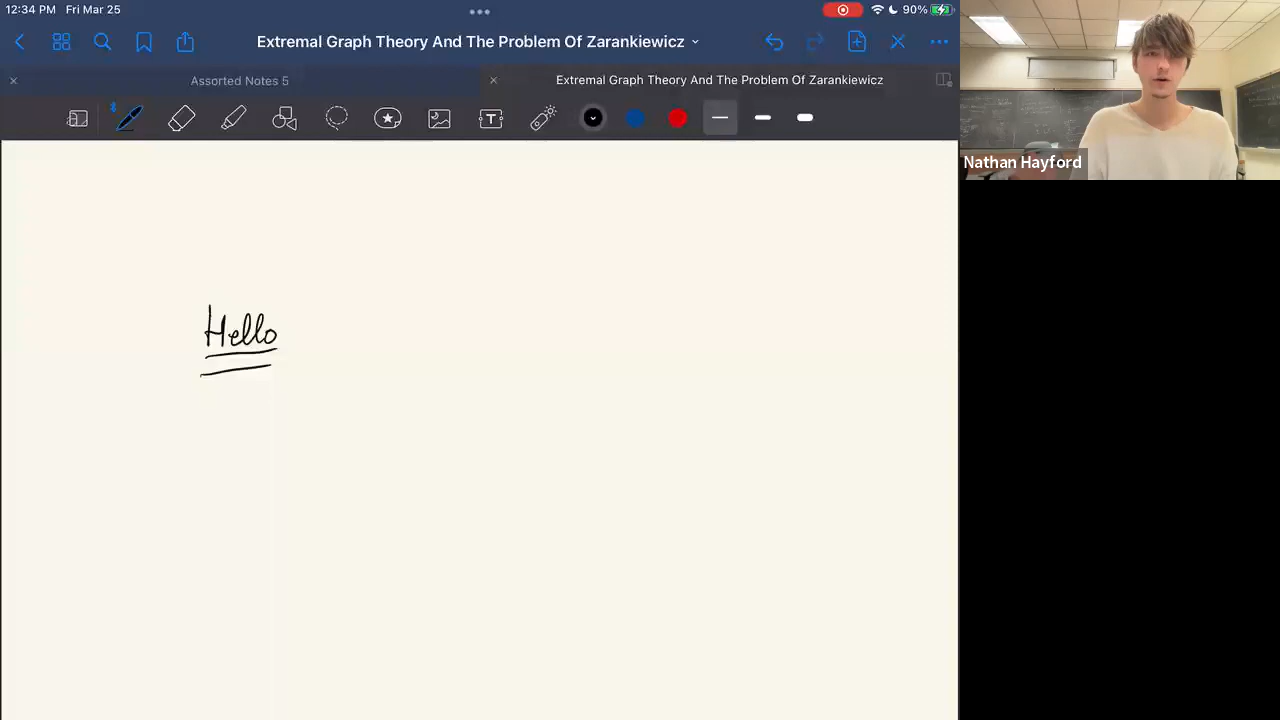 12:34 PM Fri Mar 25
90%
Extremal Graph Theory And The Problem Of Zarankiewicz
Assorted Notes 5
Extremal Graph Theory And The Problem Of Zarankiewicz
T
Nathan Hayford
Hello